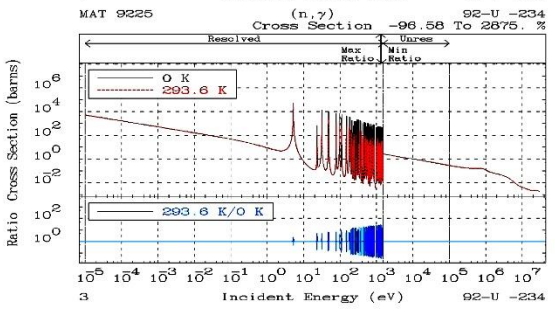 MAT 9225 (n,γ) 92-U -234
Cross Section -96.58 To 2875. %
Resolved Unres
Max Ratio Min Ratio
0 K
293.6 K
Cross Section (barns)
10^6
10^4
10^2
10^0
10^-2
293.6 K/0 K
Ratio
10^2
10^0
10^-5 10^-4 10^-3 10^-2 10^-1 10^0 10^1 10^2 10^3 10^4 10^5 10^6 10^7
3 Incident Energy (eV) 92-U -234